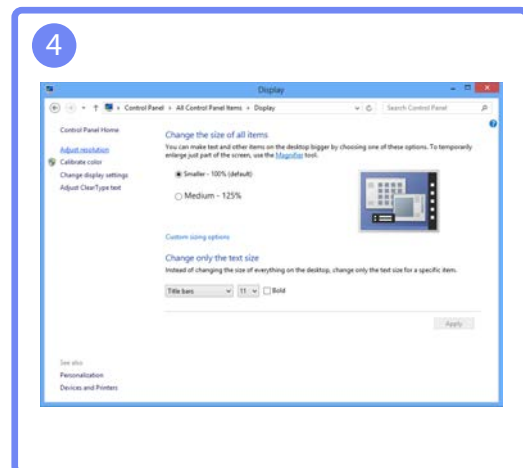 4
Display
Control Panel
All Control Panel Items
Display
Search Control Panel
Control Panel Home
Adjust resolution
Calibrate color
Change display settings
Adjust ClearType text
Change the size of all items
You can make text and other items on the desktop bigger by choosing one of these options. To temporarily
enlarge just part of the screen, use the Magnifier tool.
Smaller - 100% (default)
Medium - 125%
Custom sizing options
Change only the text size
Instead of changing the size of everything on the desktop, change only the text size for a specific item.
Title bars 11 Bold
Apply
See also
Personalization
Devices and Printers